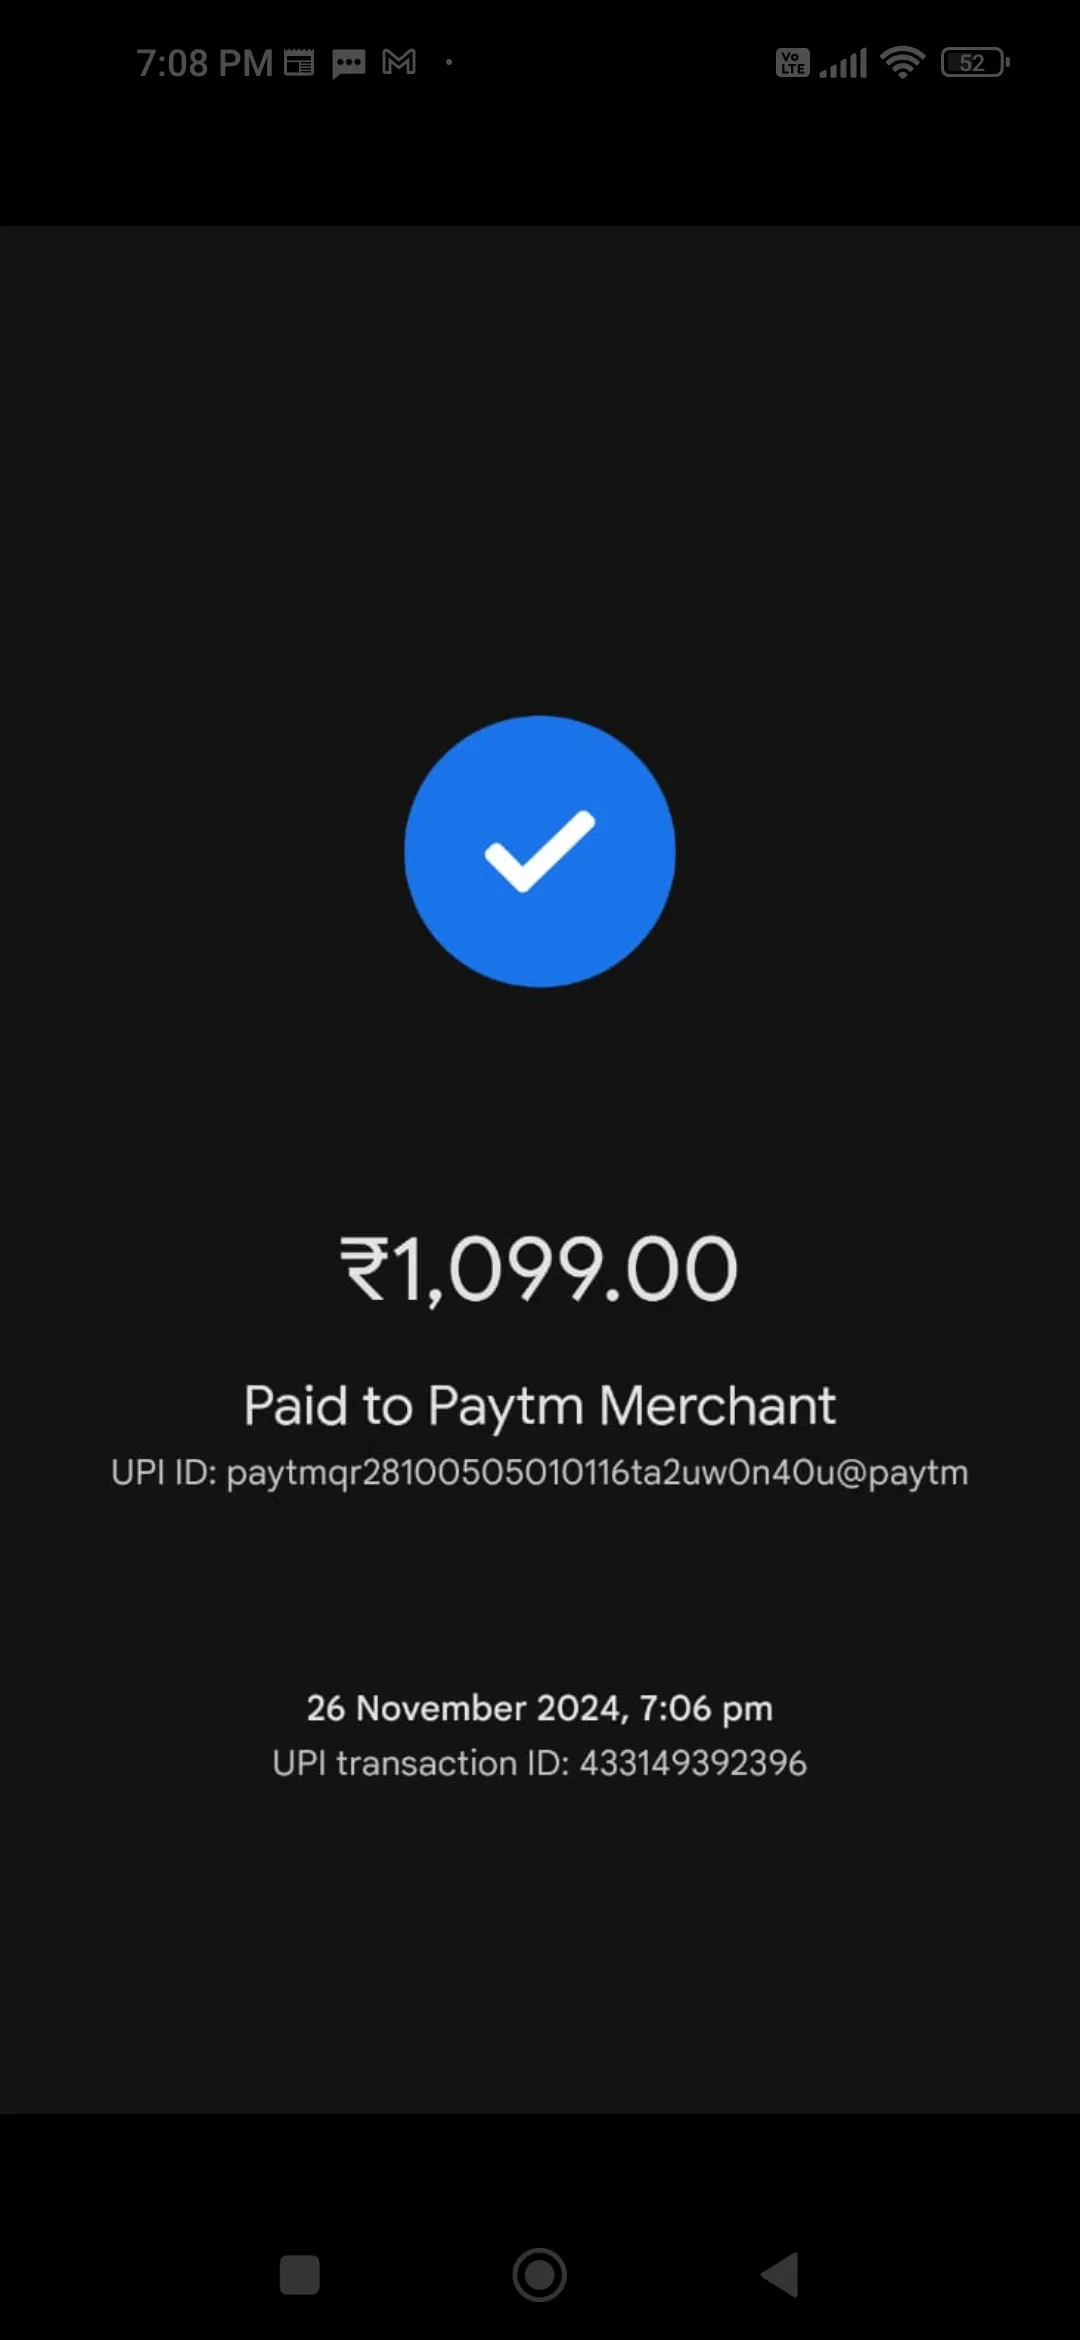 7:08 PM
Vo LTE
52
₹1,099.00
Paid to Paytm Merchant
UPI ID: paytmqr28100505010116ta2uw0n40u@paytm
26 November 2024, 7:06 pm
UPI transaction ID: 433149392396